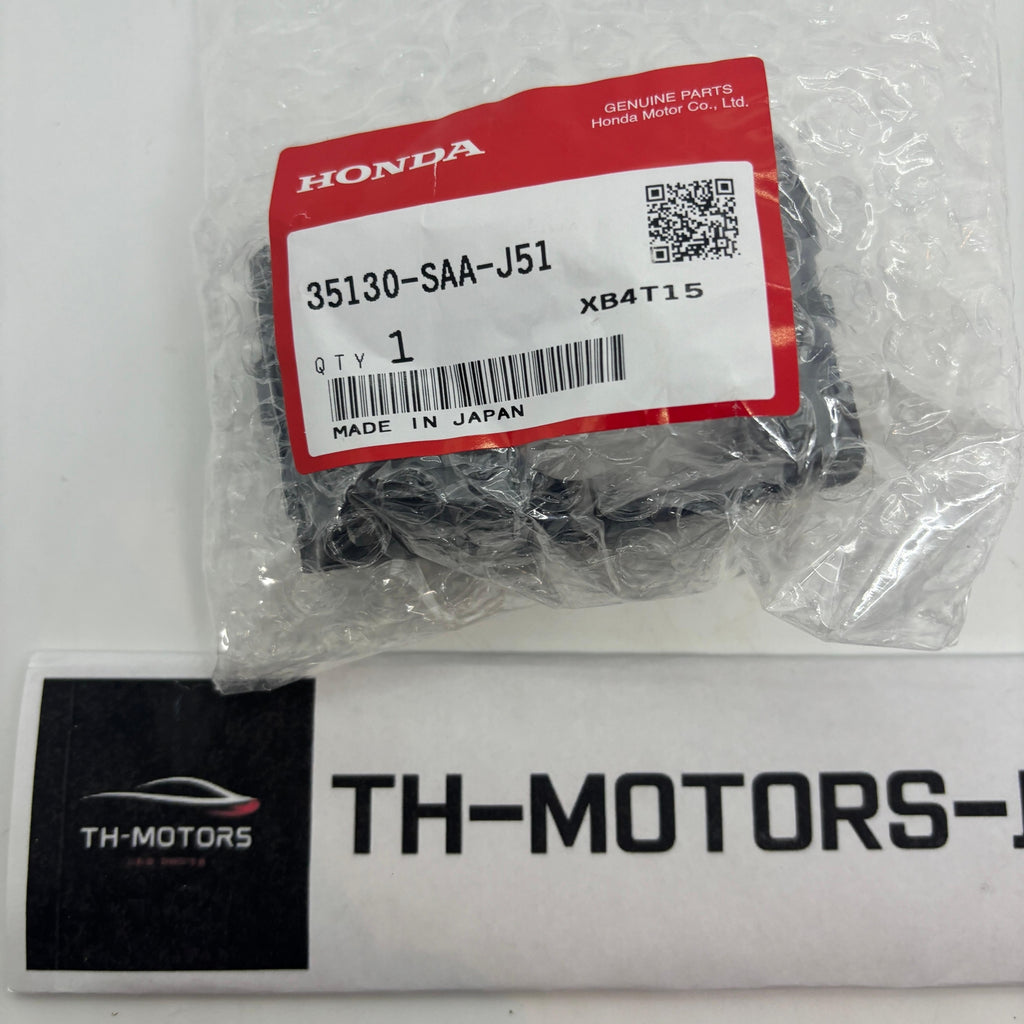 GENUINE PARTS
Honda Motor Co., Ltd.
HONDA
35130-SAA-J51
XB4T15
QTY 1
MADE IN JAPAN
TH-MOTORS
TH-MOTORS-